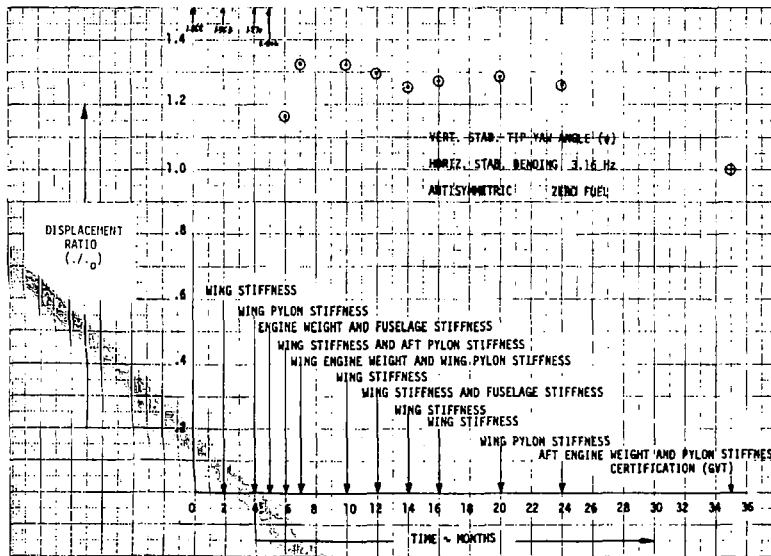 1.4
1.2
VERT. STAB. TIP YAW ANGLE (ψ)
HORIZ. STAB. BENDING 3.16 Hz
ANTISYMMETRIC ZERO FUEL
1.0
.8
DISPLACEMENT
RATIO
.6
WING STIFFNESS
WING PYLON STIFFNESS
ENGINE WEIGHT AND FUSELAGE STIFFNESS
.4
WING STIFFNESS AND AFT PYLON STIFFNESS
WING ENGINE WEIGHT AND WING PYLON STIFFNESS
WING STIFFNESS
WING STIFFNESS AND FUSELAGE STIFFNESS
WING STIFFNESS
.2
WING STIFFNESS
WING PYLON STIFFNESS
AFT ENGINE WEIGHT AND PYLON STIFFNE
CERTIFICATION (GVT)
0 2 4 6 8 10 12 14 16 18 20 22 24 26 28 30 32 34 36
TIME ~ MONTHS